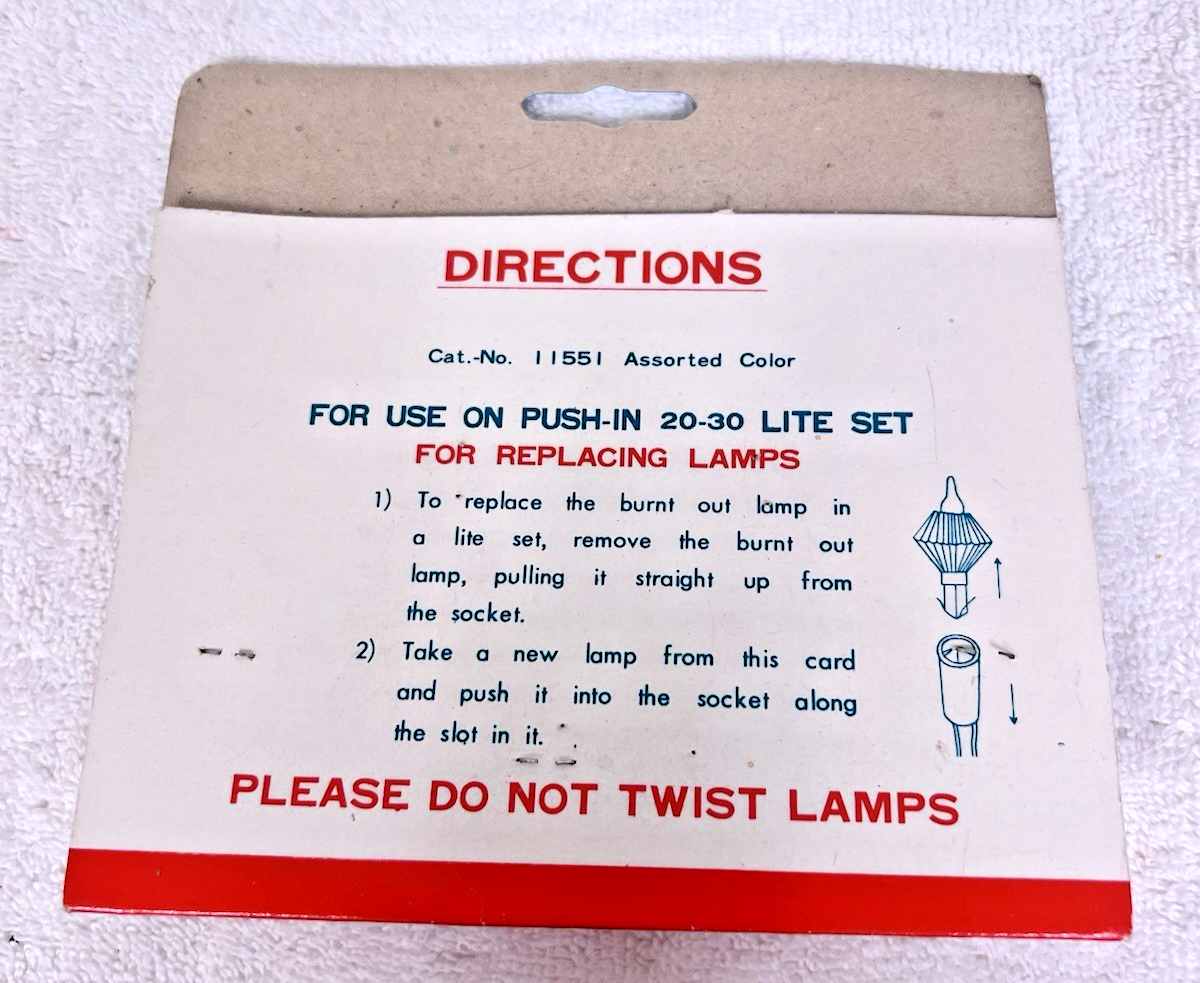 DIRECTIONS
Cat.-No. 11551 Assorted Color
FOR USE ON PUSH-IN 20-30 LITE SET
FOR REPLACING LAMPS
1) To replace the burnt out lamp in
a lite set, remove the burnt out
lamp, pulling it straight up from
the socket.
2) Take a new lamp from this card
and push it into the socket along
the slot in it.
PLEASE DO NOT TWIST LAMPS